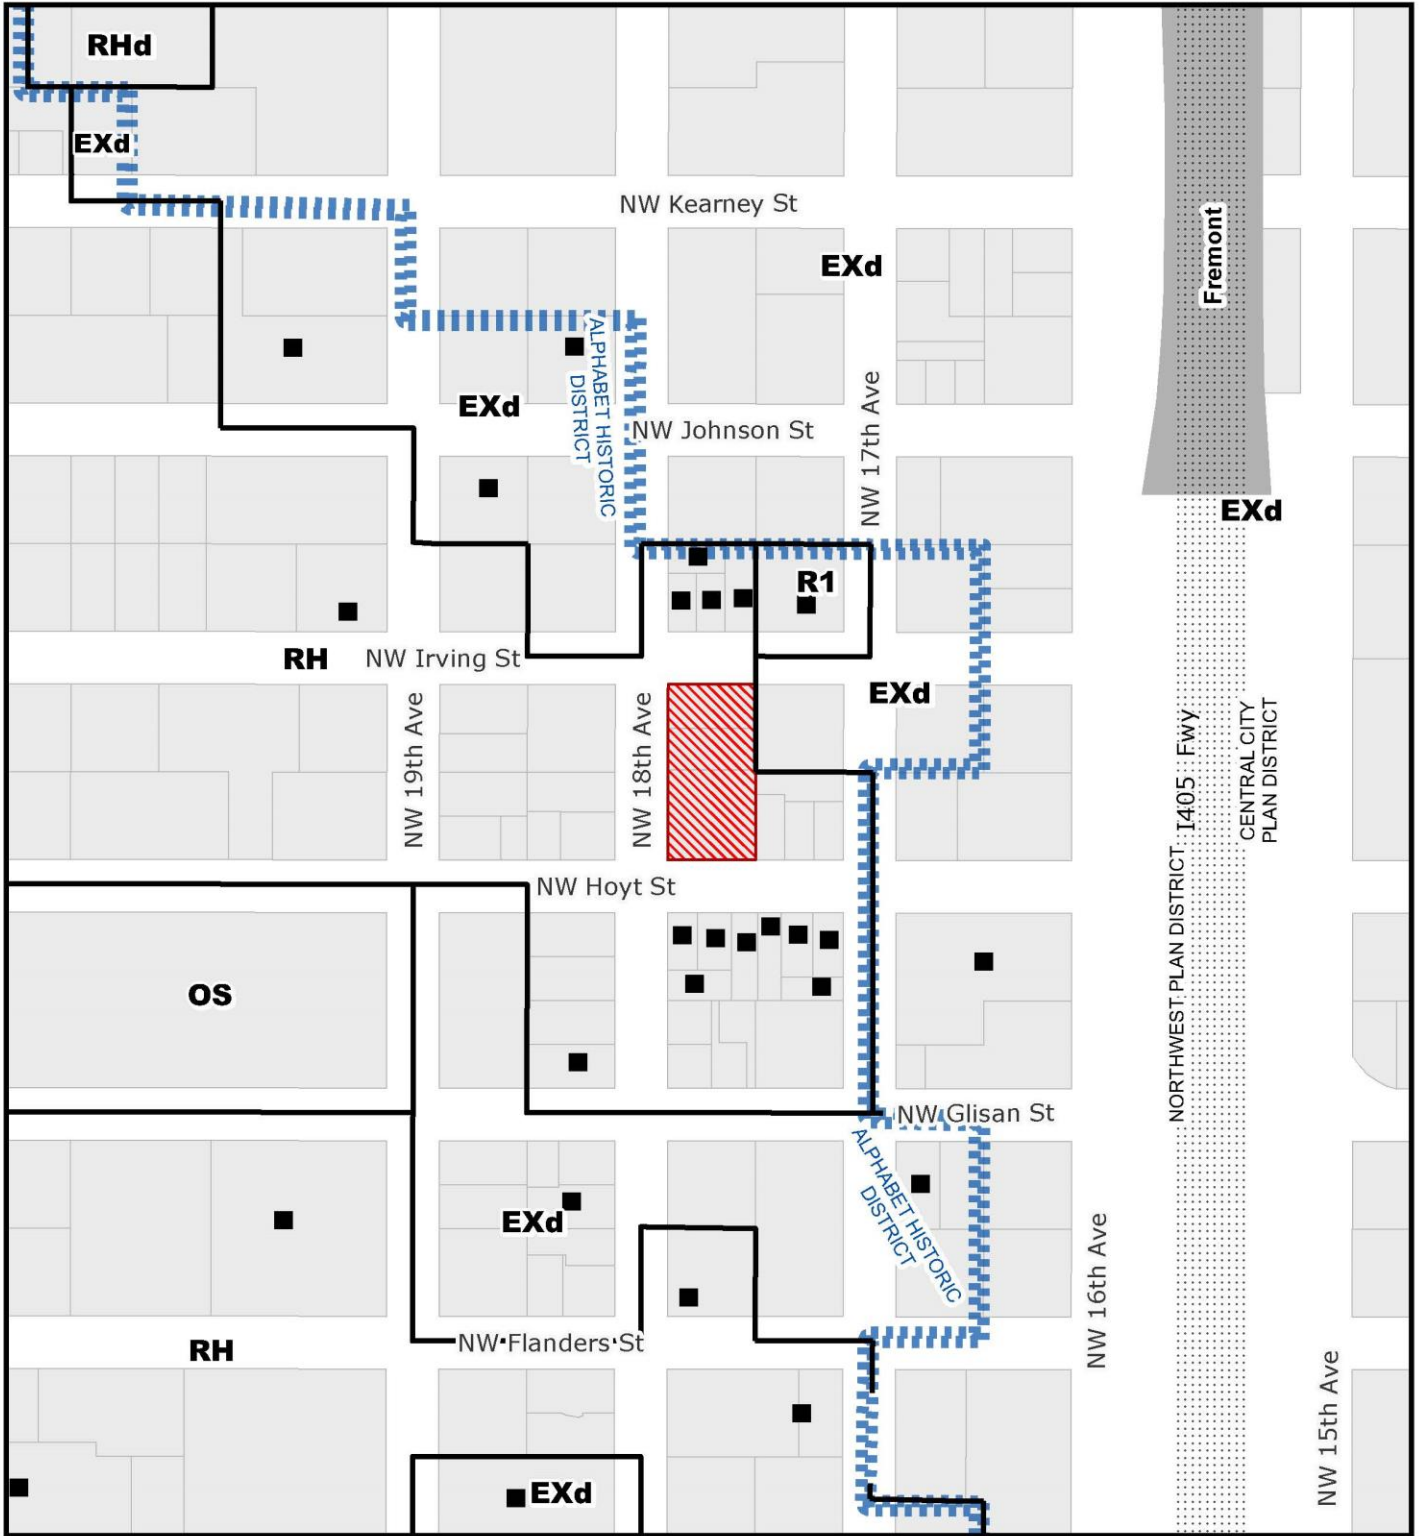 RHd
EXd
NW Kearney St
Fremont
EXd
ALPHABET HISTORIC
DISTRICT
EXd
NW Johnson St
NW 17th Ave
EXd
R1
RH
NW Irving St
EXd
NW 19th Ave
NW 18th Ave
I405 Fwy
CENTRAL CITY
PLAN DISTRICT
NORTHWEST PLAN DISTRICT
NW Hoyt St
OS
NW Glisan St
ALPHABET HISTORIC
DISTRICT
EXd
NW 16th Ave
NW Flanders St
RH
NW 15th Ave
EXd